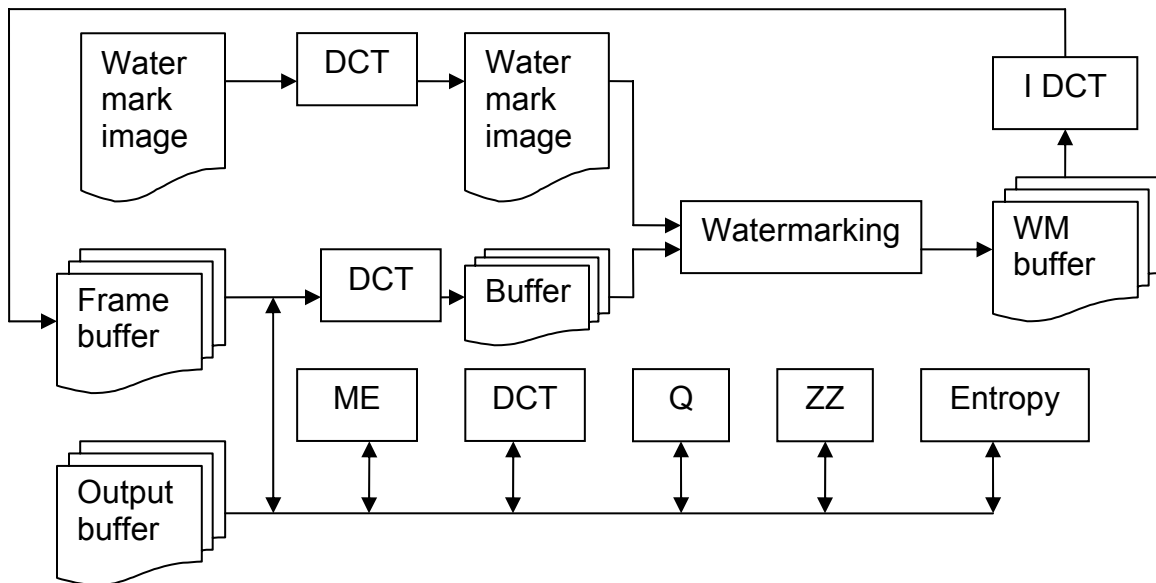 Water
mark
image
DCT
Water
mark
image
I DCT
Watermarking
WM
buffer
Frame
buffer
DCT
Buffer
ME
DCT
Q
ZZ
Entropy
Output
buffer